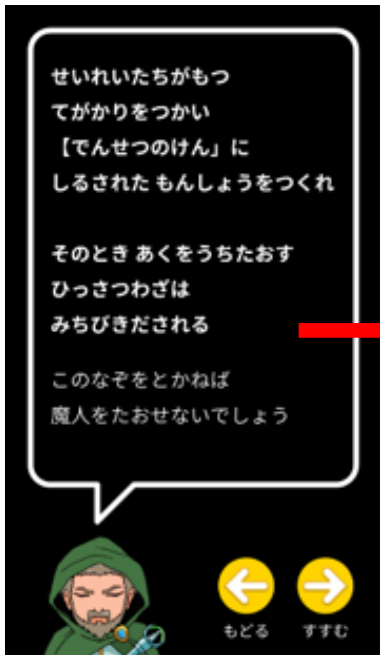 せいれいたちがもつ
てがかりをつかい
【でんせつのけん」に
しるされた もんしょうをつくれ
そのとき あくをうちたおす
ひっさつわざは
みちびきだされる
このなぞをとかねば
魔人をたおせないでしょう
もどる
すすむ